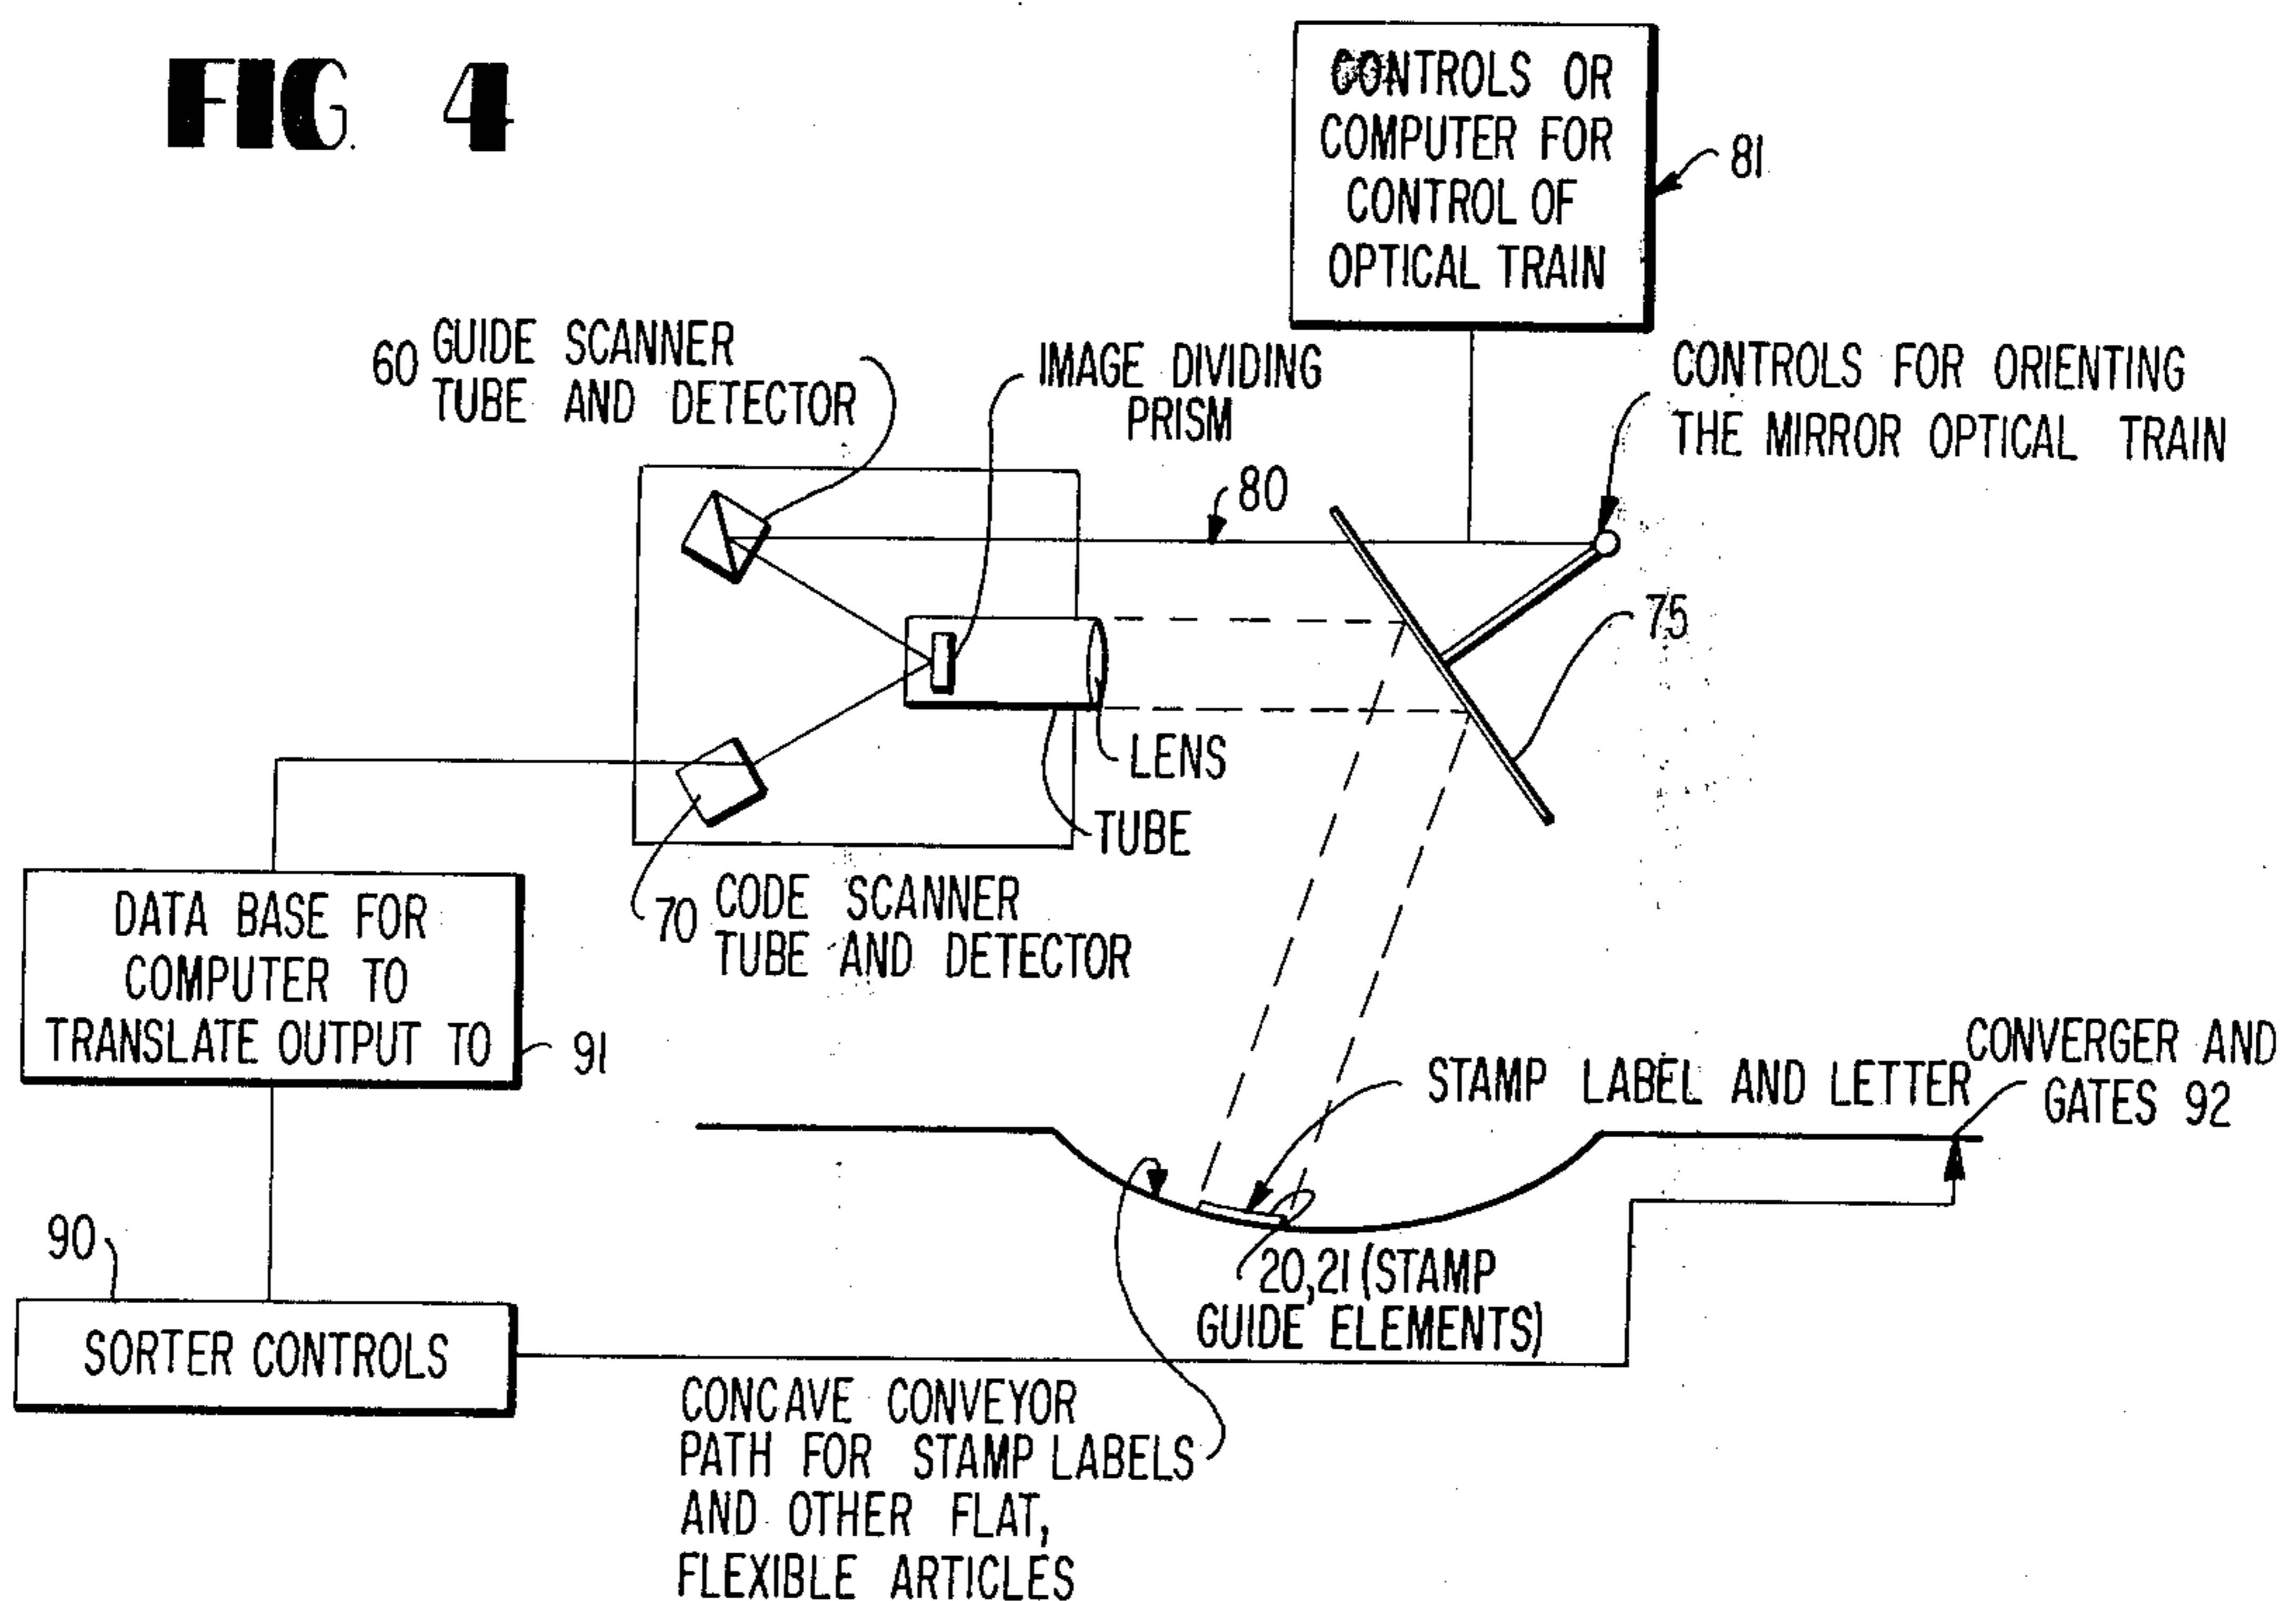 FIG. 4
CONTROLS OR
COMPUTER FOR
CONTROL OF
OPTICAL TRAIN
81
60 GUIDE SCANNER
TUBE AND DETECTOR
IMAGE DIVIDING
PRISM
CONTROLS FOR ORIENTING
THE MIRROR OPTICAL TRAIN
80
75
LENS
TUBE
70 CODE SCANNER
TUBE AND DETECTOR
DATA BASE FOR
COMPUTER TO
TRANSLATE OUTPUT TO
91
STAMP LABEL AND LETTER
CONVERGER AND
GATES 92
90
SORTER CONTROLS
20,21 (STAMP
GUIDE ELEMENTS)
CONCAVE CONVEYOR
PATH FOR STAMP LABELS
AND OTHER FLAT,
FLEXIBLE ARTICLES